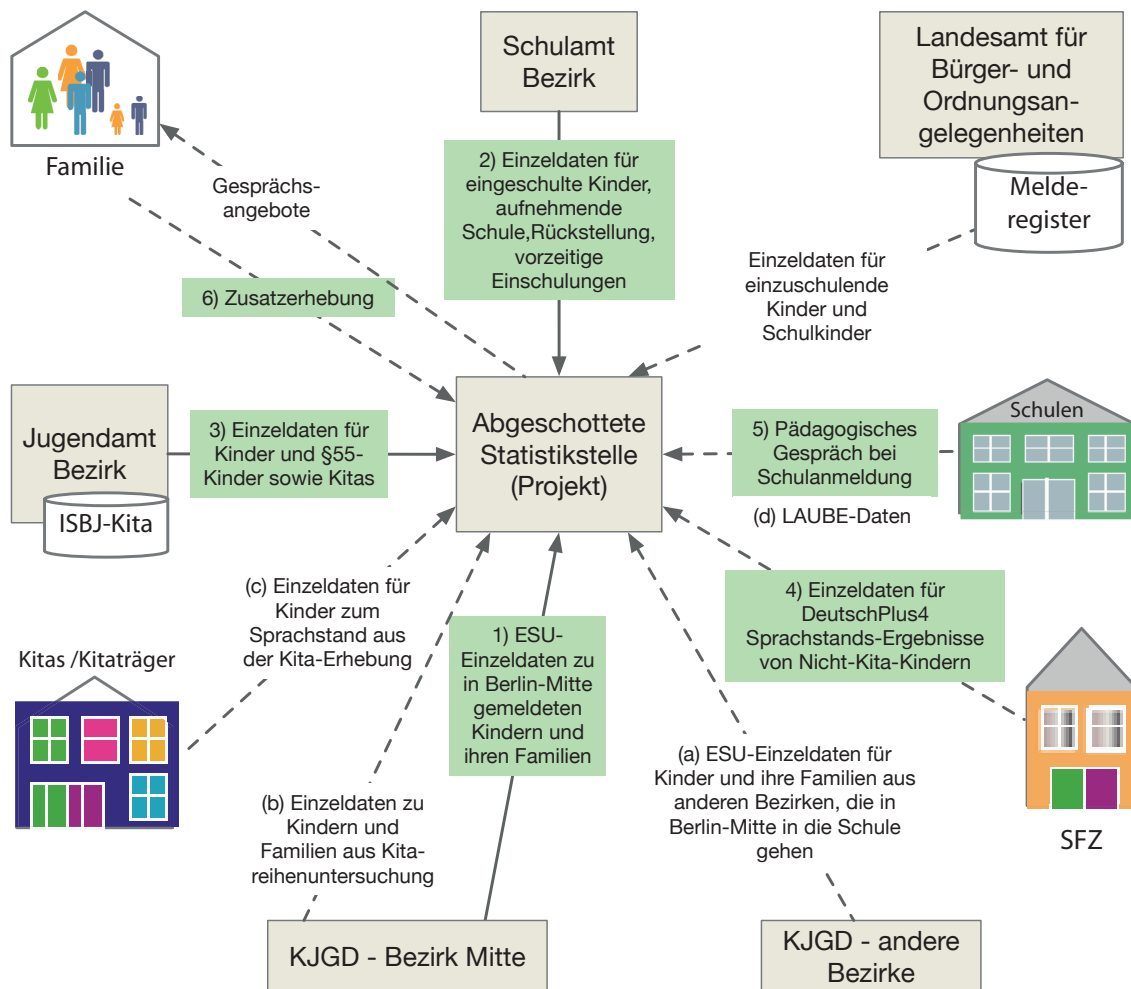 Schulamt
Bezirk
Landesamt für
Bürger- und
Ordnungsan-
gelegenheiten
Melde-
register
Familie
Gesprächs-
angebote
2) Einzeldaten für
eingeschulte Kinder,
aufnehmende
Schule,Rückstellung,
vorzeitige
Einschulungen
Einzeldaten für
einzuschulende
Kinder und
Schulkinder
6) Zusatzerhebung
Jugendamt
Bezirk
ISBJ-Kita
3) Einzeldaten für
Kinder und §55-
Kinder sowie Kitas
Abgeschottete
Statistikstelle
(Projekt)
5) Pädagogisches
Gespräch bei
Schulanmeldung
(d) LAUBE-Daten
Schulen
(c) Einzeldaten für
Kinder zum
Sprachstand aus
der Kita-Erhebung
1) ESU-
Einzeldaten zu
in Berlin-Mitte
gemeldeten
Kindern und
ihren Familien
4) Einzeldaten für
DeutschPlus4
Sprachstands-Ergebnisse
von Nicht-Kita-Kindern
Kitas /Kitaträger
(b) Einzeldaten zu
Kindern und
Familien aus Kita-
reihenuntersuchung
(a) ESU-Einzeldaten für
Kinder und ihre Familien aus
anderen Bezirken, die in
Berlin-Mitte in die Schule
gehen
SFZ
KJGD - Bezirk Mitte
KJGD - andere
Bezirke